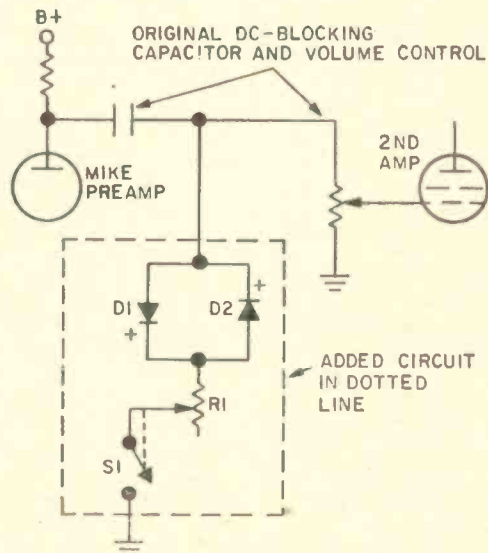 B+
ORIGINAL DC-BLOCKING
CAPACITOR AND VOLUME CONTROL
MIKE
PREAMP
2ND
AMP
D1
+
D2
+
R1
S1
ADDED CIRCUIT
IN DOTTED
LINE